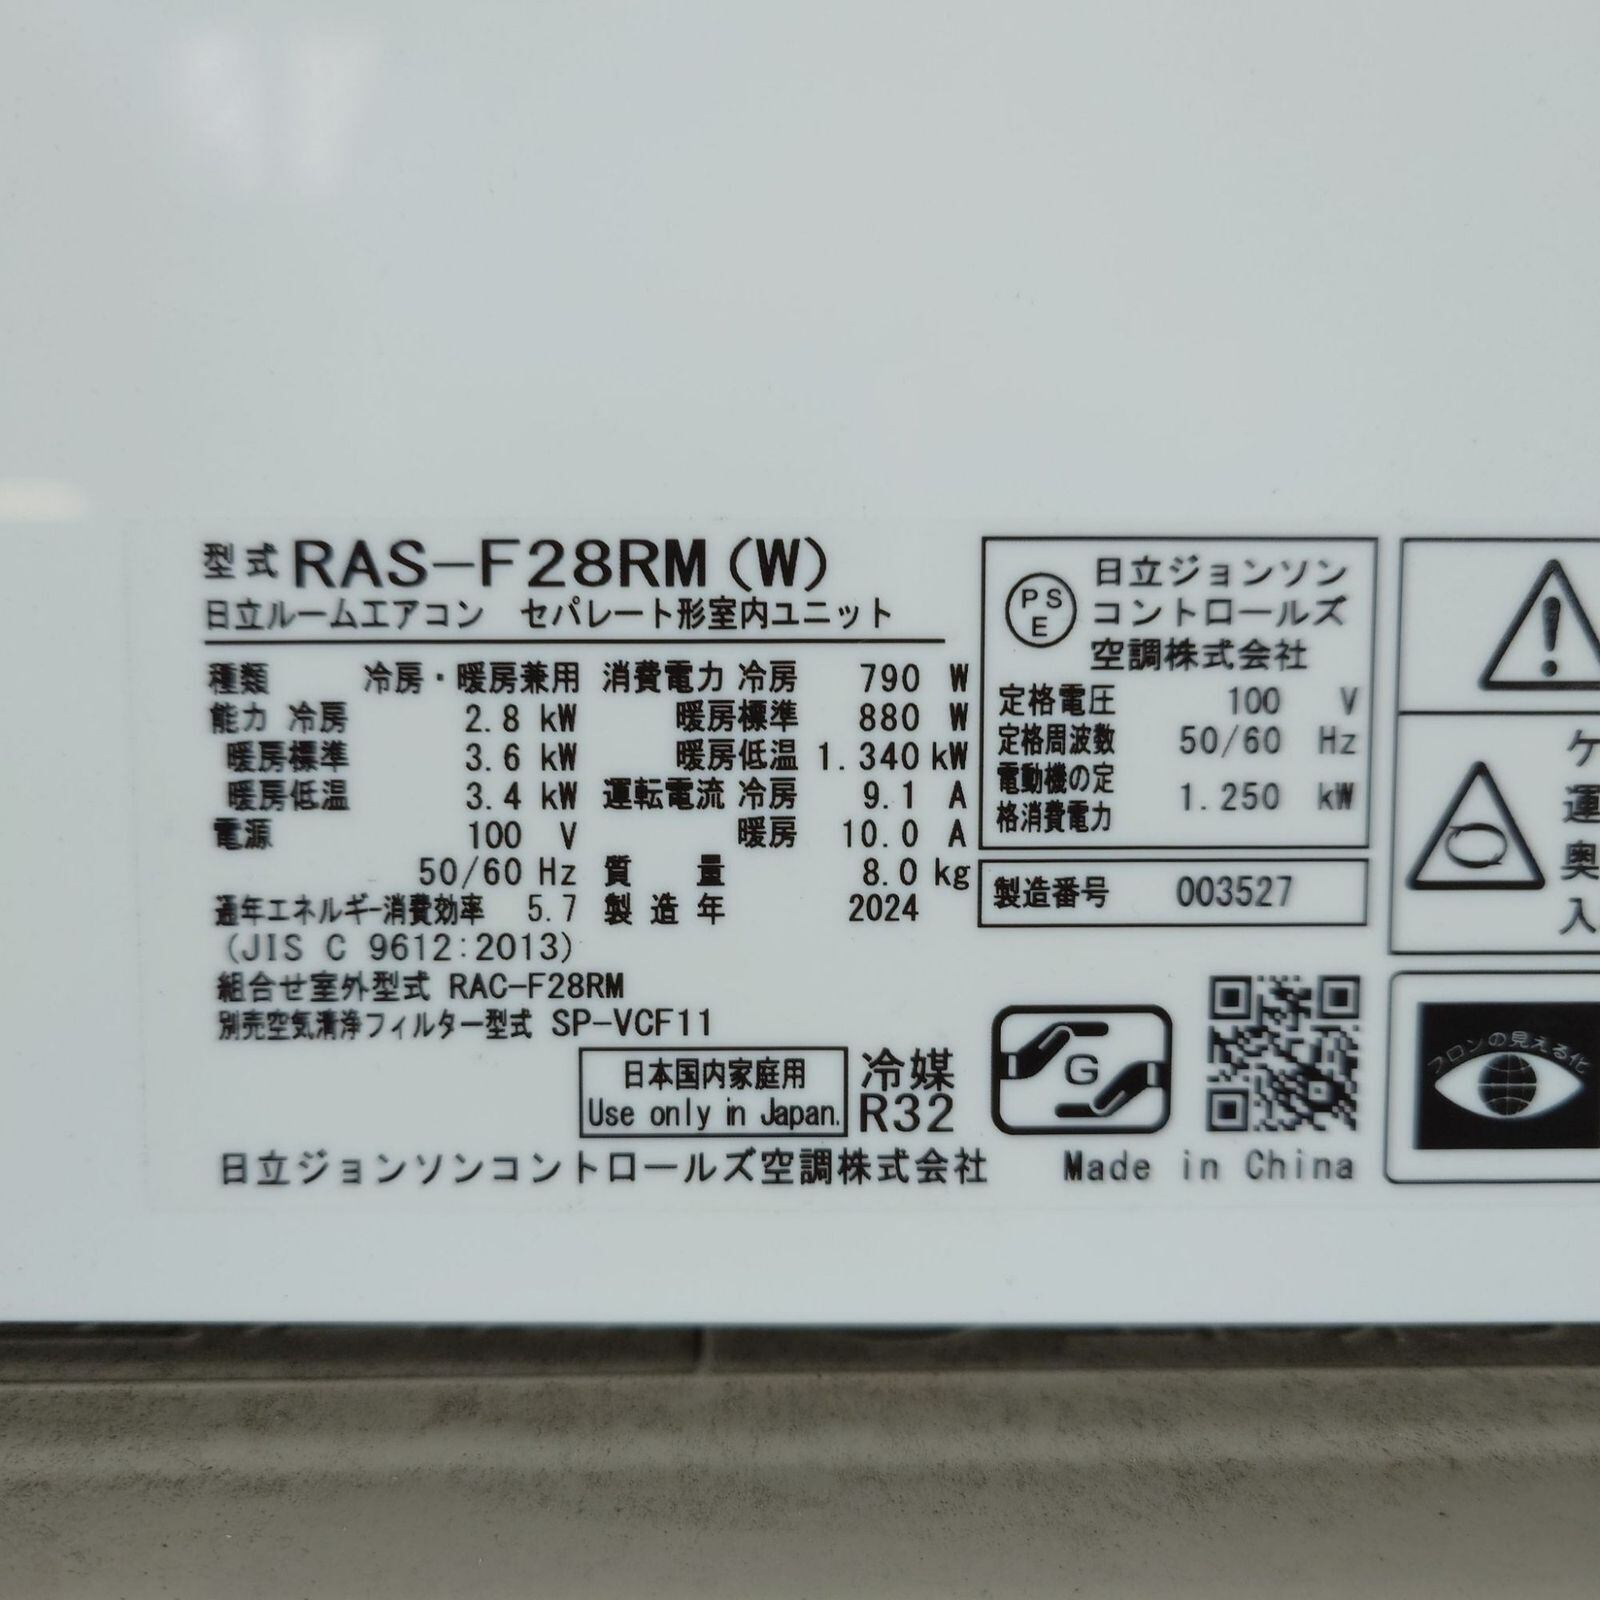 型式 RAS-F28RM (W)
日立ルームエアコン セパレート形室内ユニット
種類 冷房・暖房兼用
能力 冷房 2.8 kW
暖房標準 3.6 kW
暖房低温 3.4 kW
電源 100 V
50/60 Hz
通年エネルギー消費効率 5.7
(JIS C 9612:2013)
消費電力 冷房 790 W
暖房標準 880 W
暖房低温 1.340 kW
運転電流 冷房 9.1 A
暖房 10.0 A
質量 8.0 kg
製造年 2024
組合せ室外型式 RAC-F28RM
別売空気清浄フィルター型式 SP-VCF11
日本国内家庭用
Use only in Japan.
冷媒
R32
日立ジョンソンコントロールズ空調株式会社
PS
E
日立ジョンソン
コントロールズ
空調株式会社
定格電圧 100 V
定格周波数 50/60 Hz
電動機の定
格消費電力 1.250 kW
製造番号 003527
G
Made in China
ケ
運
奥
入
フロンの見える化